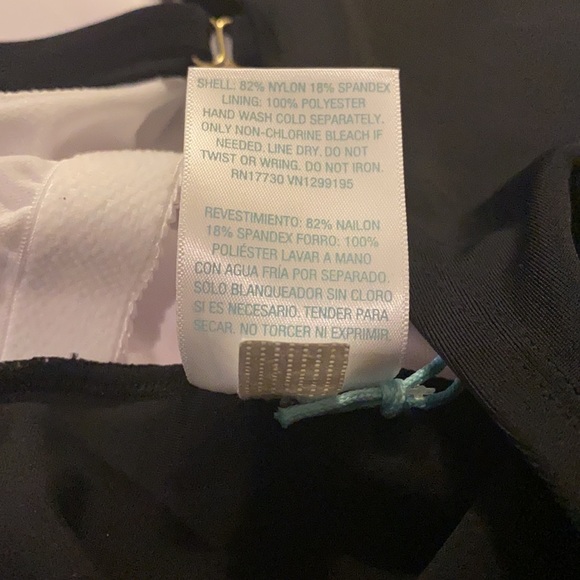 SHELL: 82% NYLON 18% SPANDEX
LINING: 100% POLYESTER
HAND WASH COLD SEPARATELY.
ONLY NON-CHLORINE BLEACH IF
NEEDED. LINE DRY. DO NOT
TWIST OR WRING. DO NOT IRON.
RN17730 VN1299195
REVESTIMIENTO: 82% NAILON
18% SPANDEX FORRO: 100%
POLIÉSTER LAVAR A MANO
CON AGUA FRÍA POR SEPARADO.
SÓLO BLANQUEADOR SIN CLORO
SI ES NECESARIO. TENDER PARA
SECAR. NO TORCER NI EXPRIMIR.